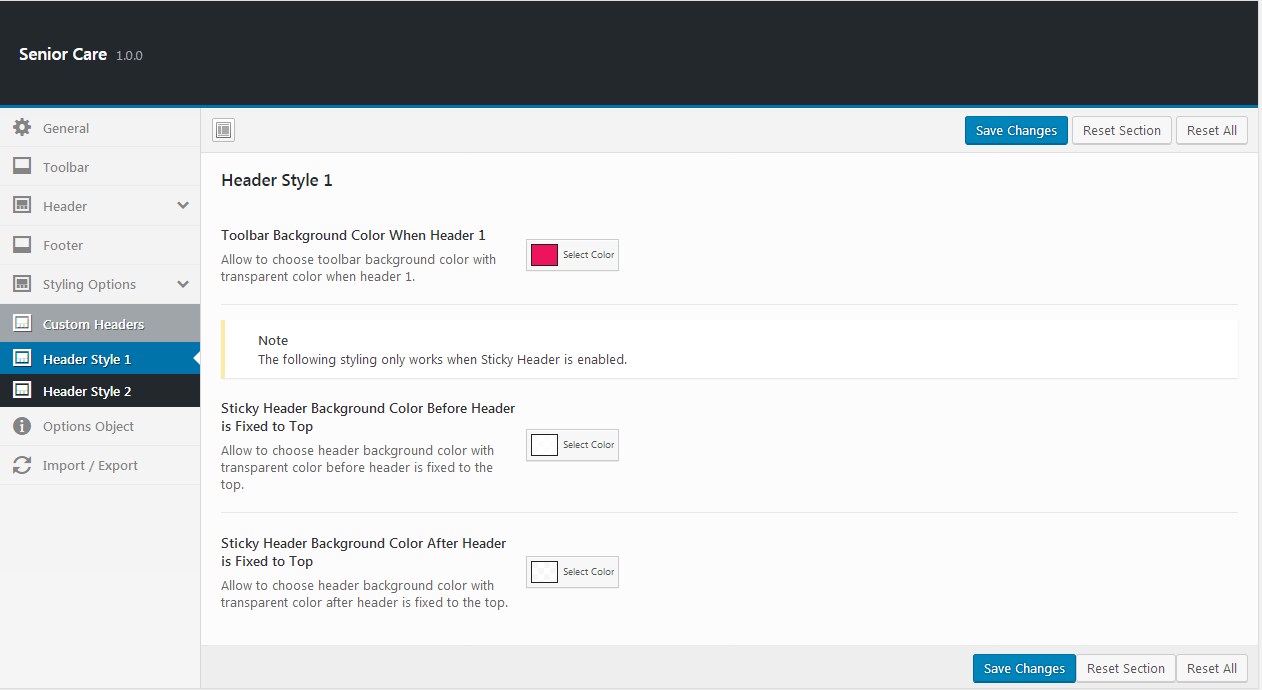 Senior Care 1.0.0
General
Toolbar
Header
Footer
Styling Options
Custom Headers
Header Style 1
Header Style 2
Options Object
Import / Export
Save Changes Reset Section Reset All
Header Style 1
Toolbar Background Color When Header 1
Allow to choose toolbar background color with
transparent color when header 1.
Select Color
Note
The following styling only works when Sticky Header is enabled.
Sticky Header Background Color Before Header
is Fixed to Top
Allow to choose header background color with
transparent color before header is fixed to the
top.
Select Color
Sticky Header Background Color After Header
is Fixed to Top
Allow to choose header background color with
transparent color after header is fixed to the top.
Select Color
Save Changes Reset Section Reset All